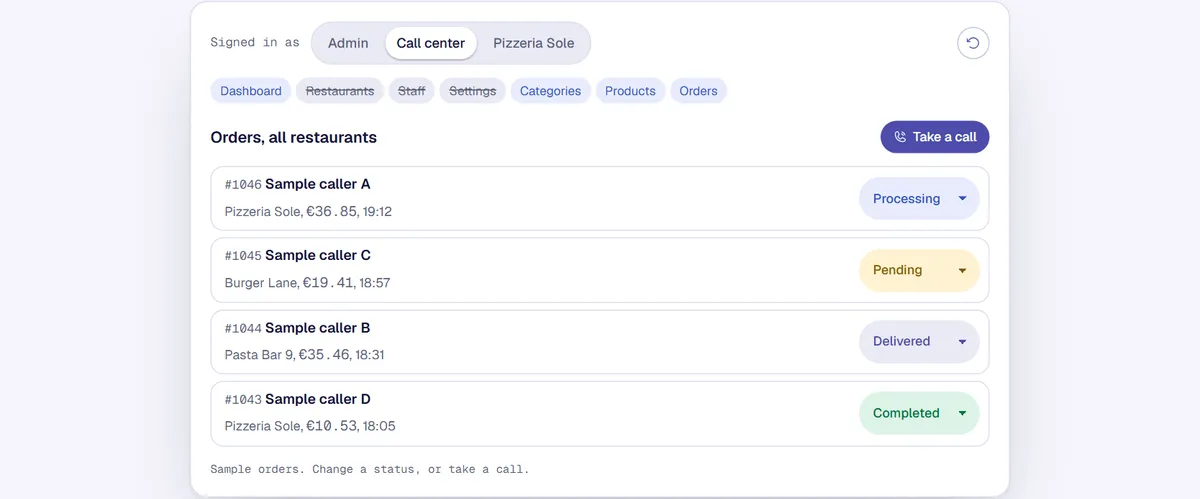 Signed in as Admin Call center Pizzeria Sole
Dashboard Restaurants Staff Settings Categories Products Orders
Orders, all restaurants Take a call
#1046 Sample caller A
Pizzeria Sole, €36.85, 19:12
Processing
#1045 Sample caller C
Burger Lane, €19.41, 18:57
Pending
#1044 Sample caller B
Pasta Bar 9, €35.46, 18:31
Delivered
#1043 Sample caller D
Pizzeria Sole, €10.53, 18:05
Completed
Sample orders. Change a status, or take a call.